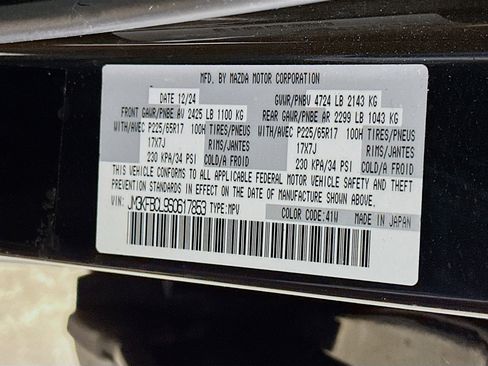 MFD. BY MAZDA MOTOR CORPORATION
DATE 12/24 GVWR/PNBV 4724 LB 2143 KG
FRONT GAWR/PNBE AV 2425 LB 1100 KG REAR GAWR/PNBE AR 2299 LB 1043 KG
WITH/AVEC P225/65R17 100H TIRES/PNEUS WITH/AVEC P225/65R17 100H TIRES/PNEUS
17X7J RIMS/JANTES 17X7J RIMS/JANTES
230 KPA/34 PSI COLD/A FROID 230 KPA/34 PSI COLD/A FROID
THIS VEHICLE CONFORMS TO ALL APPLICABLE FEDERAL MOTOR VEHICLE SAFETY AND THEFT
PREVENTION STANDARDS IN EFFECT ON THE DATE OF MANUFACTURE SHOWN ABOVE.
VIN: JM3KFBCL9S0617853 TYPE:MPV COLOR CODE:41W MADE IN JAPAN